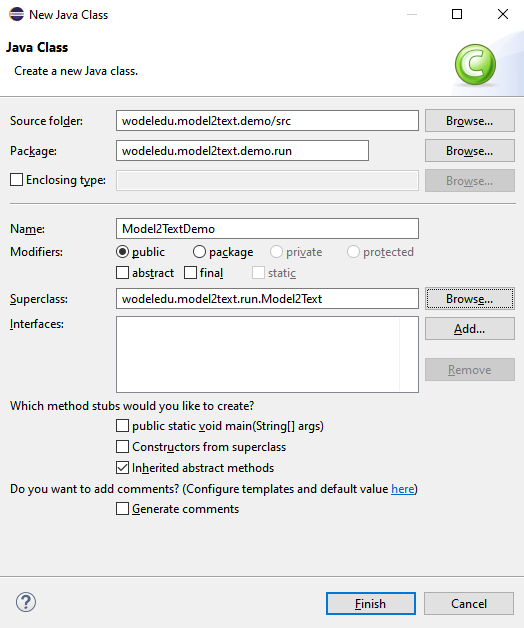 New Java Class
Java Class
Create a new Java class.
C
Source folder: wodeledu.model2text.demo/src Browse...
Package: wodeledu.model2text.demo.run Browse...
Enclosing type: Browse...
Name: Model2TextDemo
Modifiers: public package private protected
abstract final static
Superclass: wodeledu.model2text.run.Model2Text Browse...
Interfaces: Add...
Remove
Which method stubs would you like to create?
public static void main(String[] args)
Constructors from superclass
Inherited abstract methods
Do you want to add comments? (Configure templates and default value here)
Generate comments
? Finish Cancel